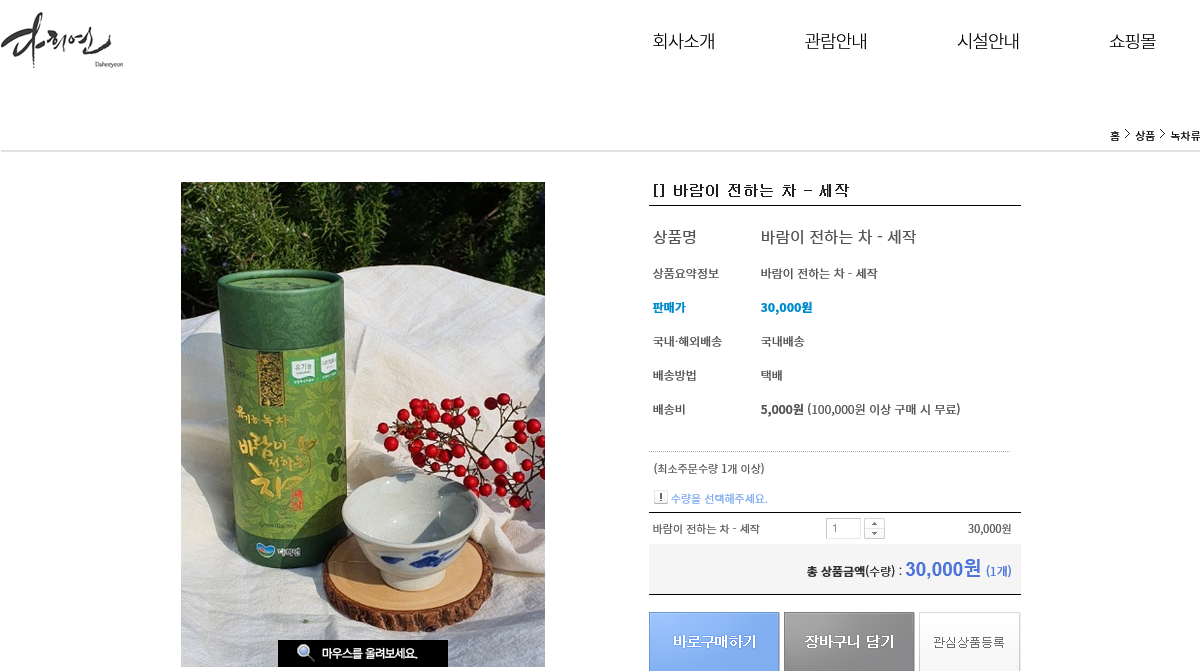 다희연
Daheeyeon
회사소개 관람안내 시설안내 쇼핑몰
홈 > 상품 > 녹차류
[] 바람이 전하는 차 - 세작
상품명 바람이 전하는 차 - 세작
상품요약정보 바람이 전하는 차 - 세작
판매가 30,000원
국내·해외배송 국내배송
배송방법 택배
배송비 5,000원 (100,000원 이상 구매 시 무료)
유기농
유기농 녹차
바람이
전하는
차
다희연
마우스를 올려보세요.
(최소주문수량 1개 이상)
수량을 선택해주세요.
바람이 전하는 차 - 세작 1 30,000원
총 상품금액(수량) : 30,000원 (1개)
바로구매하기 장바구니 담기 관심상품등록